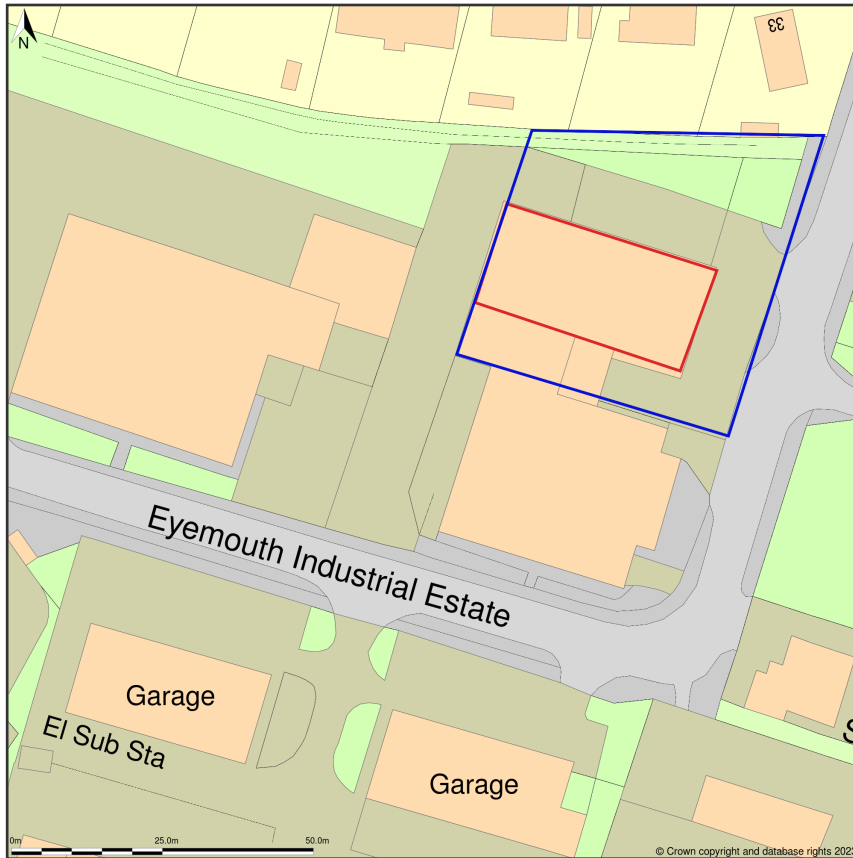 N
33
Eyemouth Industrial Estate
Garage
El Sub Sta
Garage
S
0m 25.0m 50.0m
© Crown copyright and database rights 2023